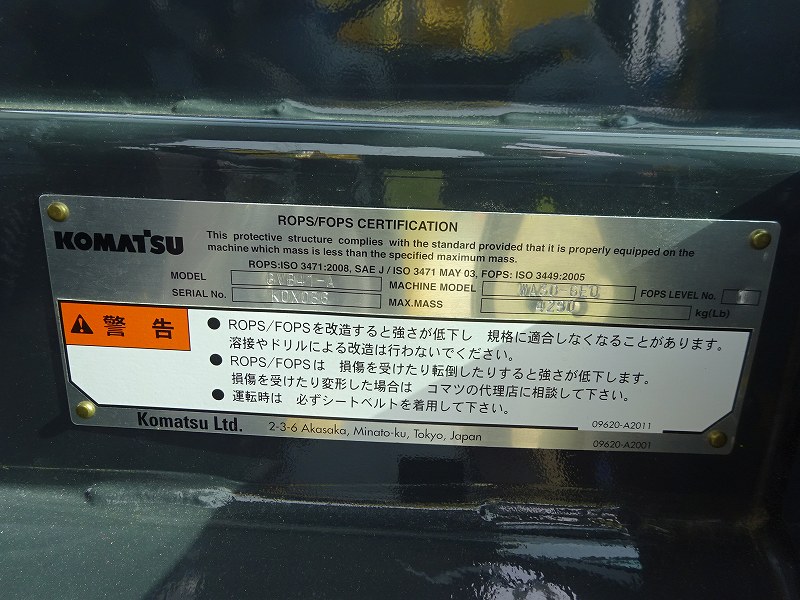 ROPS/FOPS CERTIFICATION
KOMATSU
This protective structure complies with the standard provided that it is properly equipped on the
machine which mass is less than the specified maximum mass.
ROPS:ISO 3471:2008, SAE J / ISO 3471 MAY 03, FOPS: ISO 3449:2005
MODEL MACHINE MODEL FOPS LEVEL No.
SERIAL No. MAX.MASS 4290 kg(Lb)
警告
● ROPS/FOPSを改造すると強さが低下し 規格に適合しなくなることがあります。
溶接やドリルによる改造は行わないでください。
● ROPS/FOPSは 損傷を受けたり転倒したりすると強さが低下します。
損傷を受けたり変形した場合は コマツの代理店に相談して下さい。
● 運転時は 必ずシートベルトを着用して下さい。
09620-A2011
Komatsu Ltd. 2-3-6 Akasaka, Minato-ku, Tokyo, Japan
09620-A2001